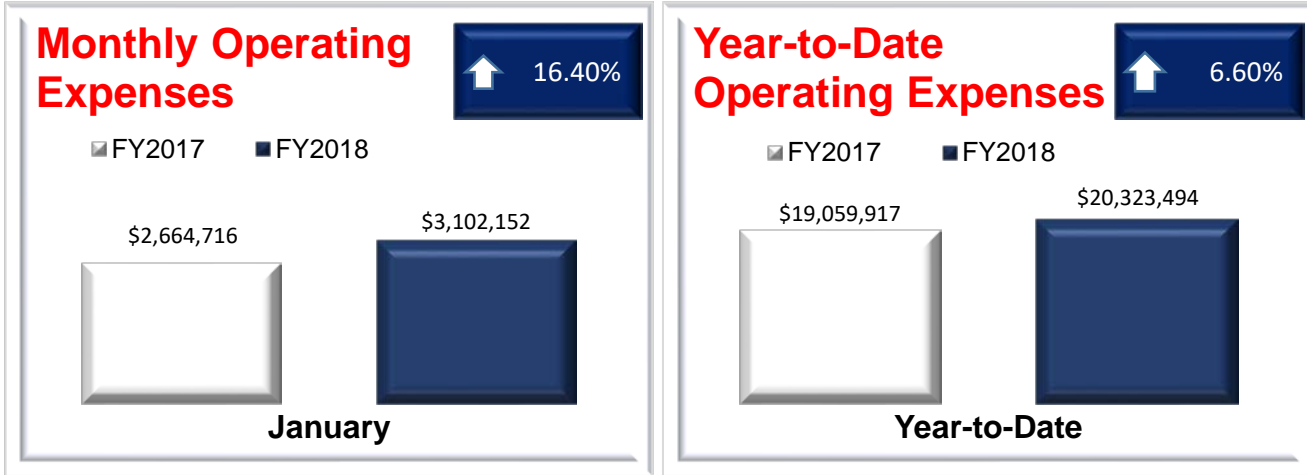 Monthly Operating
Expenses
16.40%
FY2017 FY2018
$2,664,716
$3,102,152
January
Year-to-Date
Operating Expenses
6.60%
FY2017 FY2018
$19,059,917
$20,323,494
Year-to-Date